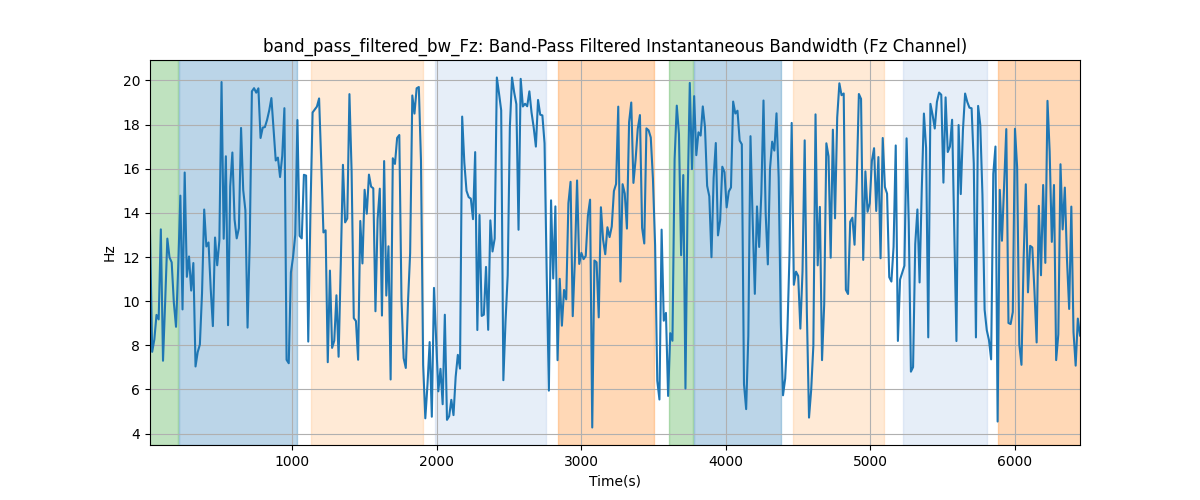 band_pass_filtered_bw_Fz: Band-Pass Filtered Instantaneous Bandwidth (Fz Channel)
20
18
16
14
12
10
8
6
4
Hz
1000 2000 3000 4000 5000 6000
Time(s)